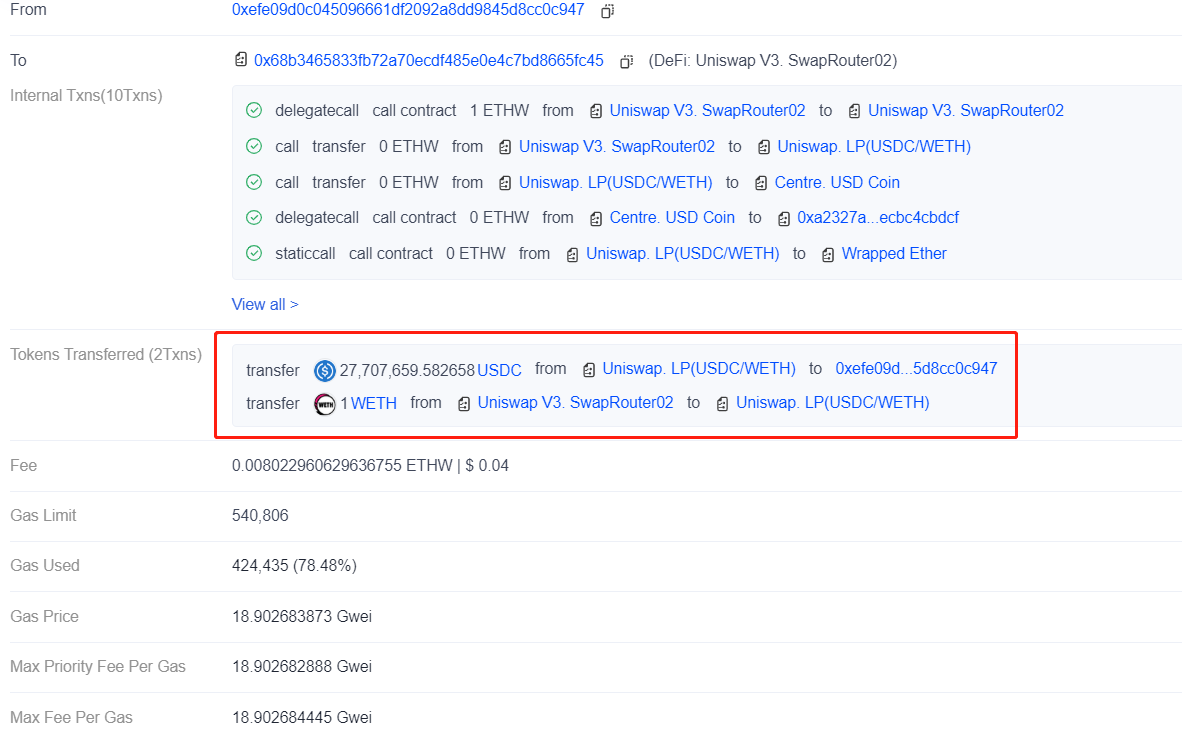 From 0xefe09d0c045096661df2092a8dd9845d8cc0c947
To 0x68b3465833fb72a70ecdf485e0e4c7bd8665fc45 (DeFi: Uniswap V3. SwapRouter02)
Internal Txns(10Txns)
delegatecall call contract 1 ETHW from Uniswap V3. SwapRouter02 to Uniswap V3. SwapRouter02
call transfer 0 ETHW from Uniswap V3. SwapRouter02 to Uniswap. LP(USDC/WETH)
call transfer 0 ETHW from Uniswap. LP(USDC/WETH) to Centre. USD Coin
delegatecall call contract 0 ETHW from Centre. USD Coin to 0xa2327a...ecbc4cbdcf
staticcall call contract 0 ETHW from Uniswap. LP(USDC/WETH) to Wrapped Ether
View all >
Tokens Transferred (2Txns)
transfer 27,707,659.582658 USDC from Uniswap. LP(USDC/WETH) to 0xefe09d...5d8cc0c947
transfer WETH 1 WETH from Uniswap V3. SwapRouter02 to Uniswap. LP(USDC/WETH)
Fee 0.008022960629636755 ETHW | $ 0.04
Gas Limit 540,806
Gas Used 424,435 (78.48%)
Gas Price 18.902683873 Gwei
Max Priority Fee Per Gas 18.902682888 Gwei
Max Fee Per Gas 18.902684445 Gwei